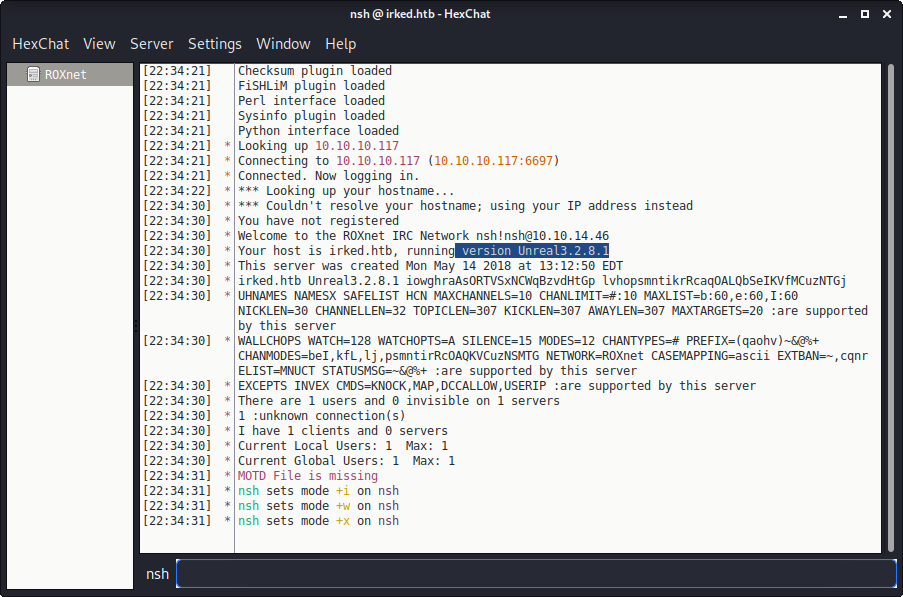 nsh @ irked.htb - HexChat
HexChat View Server Settings Window Help
ROXnet
[22:34:21] Checksum plugin loaded
[22:34:21] FiSHLiM plugin loaded
[22:34:21] Perl interface loaded
[22:34:21] Sysinfo plugin loaded
[22:34:21] Python interface loaded
[22:34:21] * Looking up 10.10.10.117
[22:34:21] * Connecting to 10.10.10.117 (10.10.10.117:6697)
[22:34:21] * Connected. Now logging in.
[22:34:22] * *** Looking up your hostname...
[22:34:30] * *** Couldn't resolve your hostname; using your IP address instead
[22:34:30] * You have not registered
[22:34:30] * Welcome to the ROXnet IRC Network nsh!nsh@10.10.14.46
[22:34:30] * Your host is irked.htb, running version Unreal3.2.8.1
[22:34:30] * This server was created Mon May 14 2018 at 13:12:50 EDT
[22:34:30] * irked.htb Unreal3.2.8.1 iowghraAsORTVSxNCWqBzvdHtGp lvhopsmntikrRcaqOALQbSeIKVfMCuzNTGj
[22:34:30] * UHNAMES NAMESX SAFELIST HCN MAXCHANNELS=10 CHANLIMIT=#:10 MAXLIST=b:60,e:60,I:60
NICKLEN=30 CHANNELLEN=32 TOPICLEN=307 KICKLEN=307 AWAYLEN=307 MAXTARGETS=20 :are supported
by this server
[22:34:30] * WALLCHOPS WATCH=128 WATCHOPTS=A SILENCE=15 MODES=12 CHANTYPES=# PREFIX=(qaohv)~&@%+
CHANMODES=beI,kfL,lj,psmntirRcOAQKVCuzNSMTG NETWORK=ROXnet CASEMAPPING=ascii EXTBAN=~,cqnr
ELIST=MNUCT STATUSMSG=~&@%+ :are supported by this server
[22:34:30] * EXCEPTS INVEX CMDS=KNOCK,MAP,DCCALLOW,USERIP :are supported by this server
[22:34:30] * There are 1 users and 0 invisible on 1 servers
[22:34:30] * 1 :unknown connection(s)
[22:34:30] * I have 1 clients and 0 servers
[22:34:30] * Current Local Users: 1 Max: 1
[22:34:30] * Current Global Users: 1 Max: 1
[22:34:31] * MOTD File is missing
[22:34:31] * nsh sets mode +i on nsh
[22:34:31] * nsh sets mode +w on nsh
[22:34:31] * nsh sets mode +x on nsh
nsh